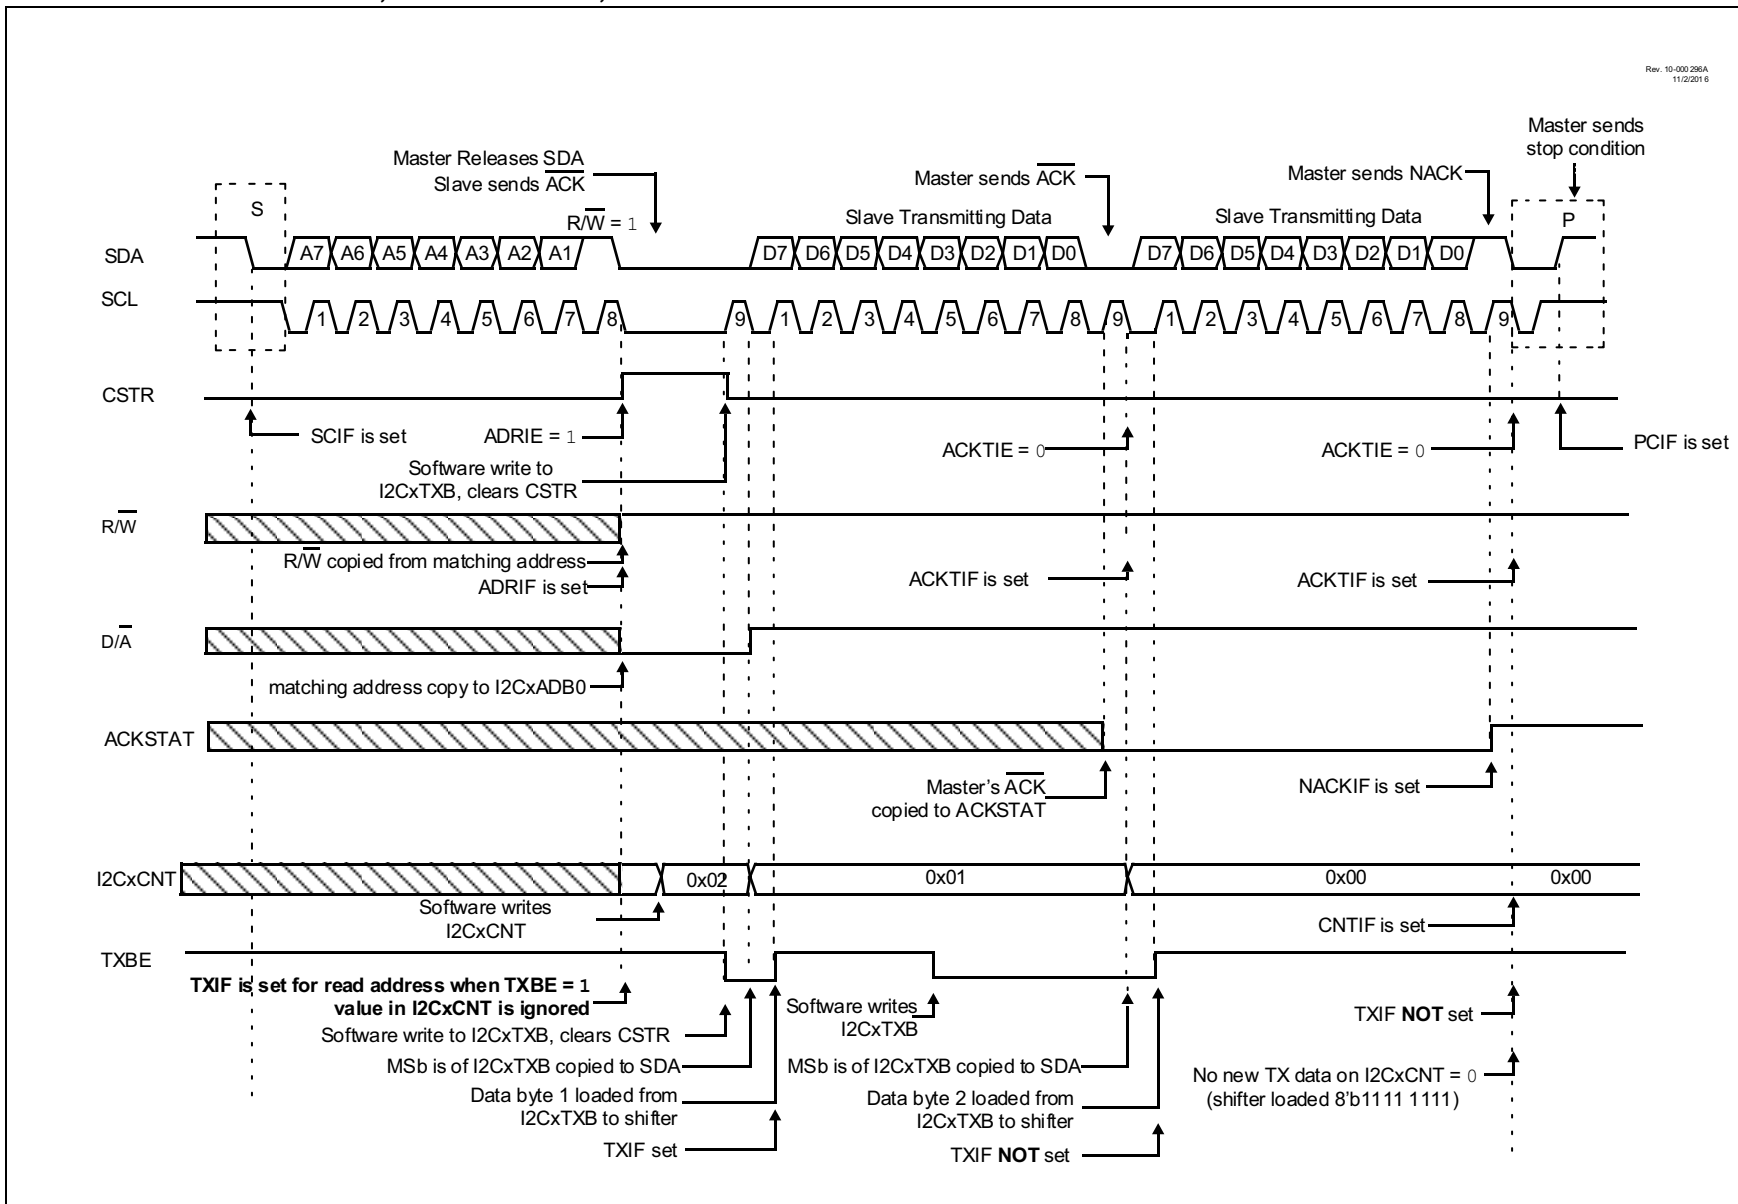 Rev. 10-000 296A
11/2/201 6
Master sends
stop condition
Master Releases SDA
Slave sends ACK
Master sends ACK
Master sends NACK
S
R/W = 1
Slave Transmitting Data
Slave Transmitting Data
P
SDA
A7 A6 A5 A4 A3 A2 A1
D7 D6 D5 D4 D3 D2 D1 D0
D7 D6 D5 D4 D3 D2 D1 D0
SCL
1 2 3 4 5 6 7 8 9 1 2 3 4 5 6 7 8 9 1 2 3 4 5 6 7 8 9
CSTR
SCIF is set
ADRIE = 1
ACKTIE = 0
ACKTIE = 0
PCIF is set
Software write to
I2CxTXB, clears CSTR
R/W
R/W copied from matching address
ADRIF is set
ACKTIF is set
ACKTIF is set
D/A
matching address copy to I2CxADB0
ACKSTAT
Master's ACK
copied to ACKSTAT
NACKIF is set
I2CxCNT
0x02
0x01
0x00
0x00
Software writes
I2CxCNT
CNTIF is set
TXBE
TXIF is set for read address when TXBE = 1
value in I2CxCNT is ignored
Software writes
I2CxTXB
TXIF NOT set
Software write to I2CxTXB, clears CSTR
MSb is of I2CxTXB copied to SDA
MSb is of I2CxTXB copied to SDA
No new TX data on I2CxCNT = 0
(shifter loaded 8'b1111 1111)
Data byte 1 loaded from
I2CxTXB to shifter
Data byte 2 loaded from
I2CxTXB to shifter
TXIF set
TXIF NOT set